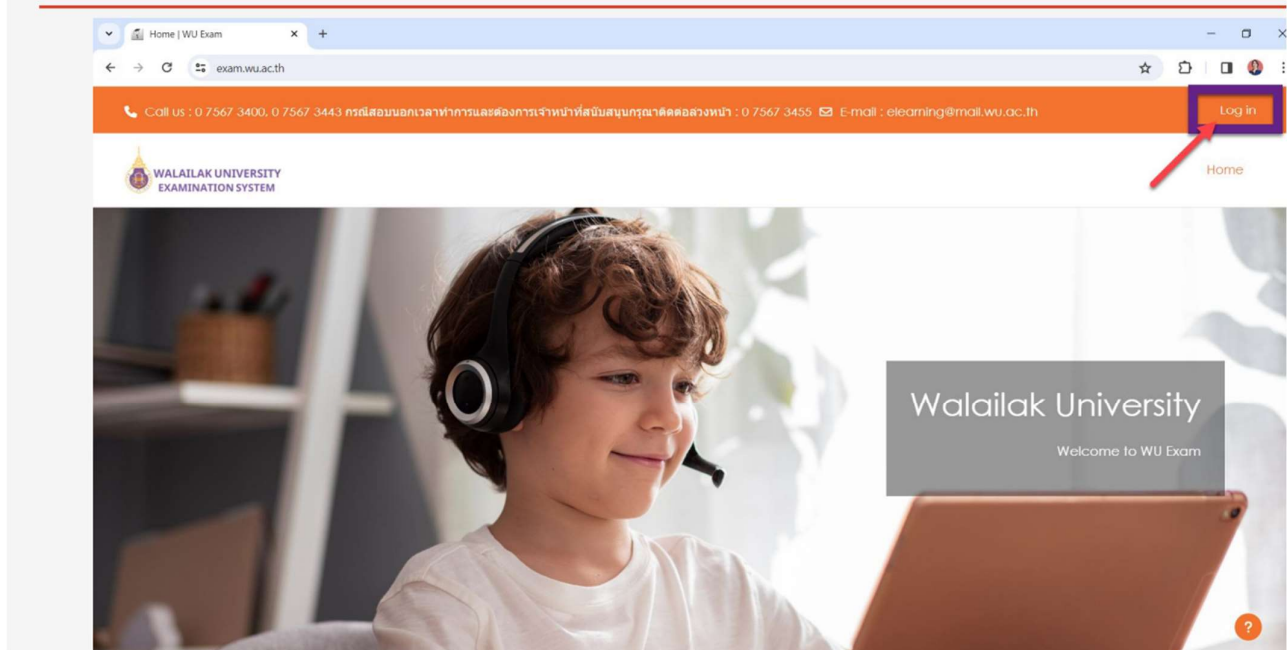 Home | WU Exam
exam.wu.ac.th
Call us : 0 7567 3400, 0 7567 3443 กรณีสอบนอกเวลาทำการและต้องการเจ้าหน้าที่สนับสนุนกรุณาติดต่อล่วงหน้า : 0 7567 3455 E-mail : elearning@mail.wu.ac.th Log in
WALAILAK UNIVERSITY
EXAMINATION SYSTEM
Home
Walailak University
Welcome to WU Exam
?